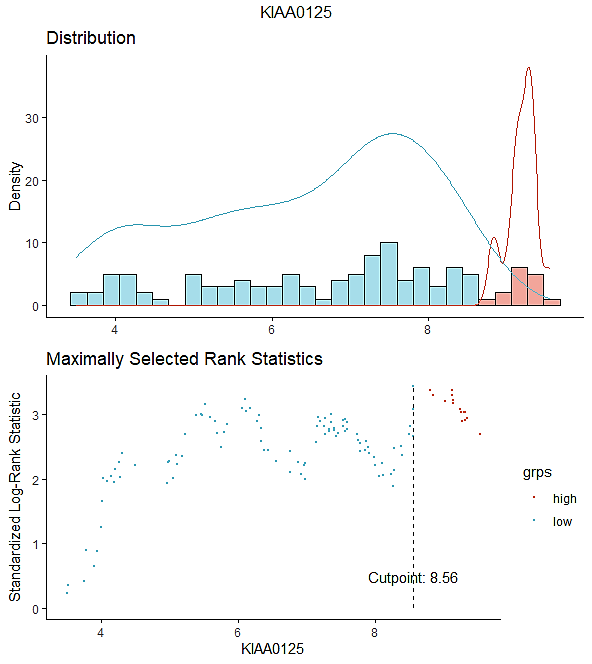 KIAA0125
Distribution
Density
30
20
10
0
4
6
8
Maximally Selected Rank Statistics
Standardized Log-Rank Statistic
3
2
1
0
Cutpoint: 8.56
4
6
8
KIAA0125
grps
high
low